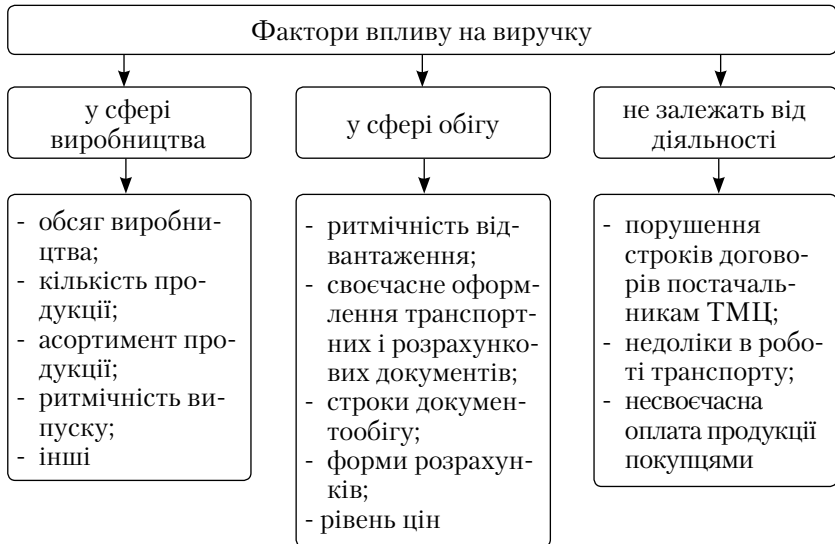 Фактори впливу на виручку
у сфері
виробництва
у сфері обігу
не залежать від
діяльності
- обсяг виробни-
цтва;
- кількість про-
дукції;
- асортимент про-
дукції;
- ритмічність ви-
пуску;
- інші
- ритмічність від-
вантаження;
- своєчасне оформ-
лення транспорт-
них і розрахунко-
вих документів;
- строки докумен-
тообігу;
- форми розрахун-
ків;
- рівень цін
- порушення
строків догово-
рів постачаль-
никам ТМЦ;
- недоліки в робо-
ті транспорту;
- несвоєчасна
оплата продукції
покупцями